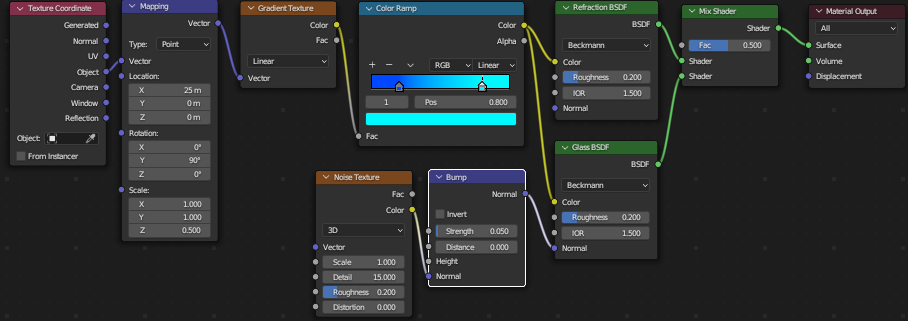 Texture Coordinate
Generated
Normal
UV
Object
Camera
Window
Reflection
Object:
From Instancer
Mapping
Vector
Type: Point
Vector
Location:
X 25 m
Y 0 m
Z 0 m
Rotation:
X 0°
Y 90°
Z 0°
Scale:
X 1.000
Y 1.000
Z 0.500
Gradient Texture
Color
Fac
Linear
Vector
Color Ramp
Color
Alpha
+ − RGB Linear
1 Pos 0.800
Fac
Noise Texture
Fac
Color
3D
Vector
Scale 1.000
Detail 15.000
Roughness 0.200
Distortion 0.000
Bump
Normal
Invert
Strength 0.050
Distance 0.000
Height
Normal
Refraction BSDF
BSDF
Beckmann
Color
Roughness 0.200
IOR 1.500
Normal
Glass BSDF
BSDF
Beckmann
Color
Roughness 0.200
IOR 1.500
Normal
Mix Shader
Shader
Fac 0.500
Shader
Shader
Material Output
All
Surface
Volume
Displacement